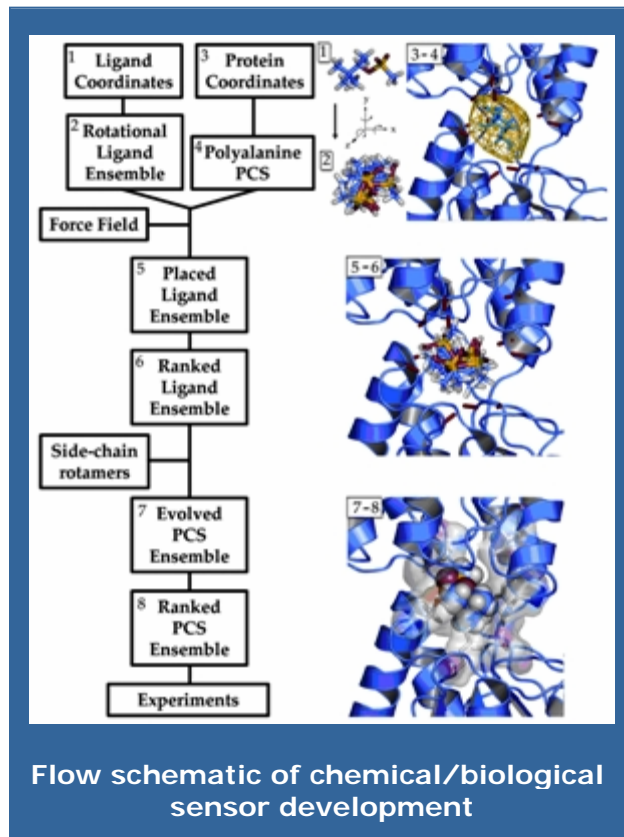 1 Ligand
Coordinates
3 Protein
Coordinates
2 Rotational
Ligand
Ensemble
4 Polyalanine
PCS
Force Field
5 Placed
Ligand
Ensemble
6 Ranked
Ligand
Ensemble
Side-chain
rotamers
7 Evolved
PCS
Ensemble
8 Ranked
PCS
Ensemble
Experiments
1
y
x
z
2
3-4
5-6
7-8
Flow schematic of chemical/biological
sensor development